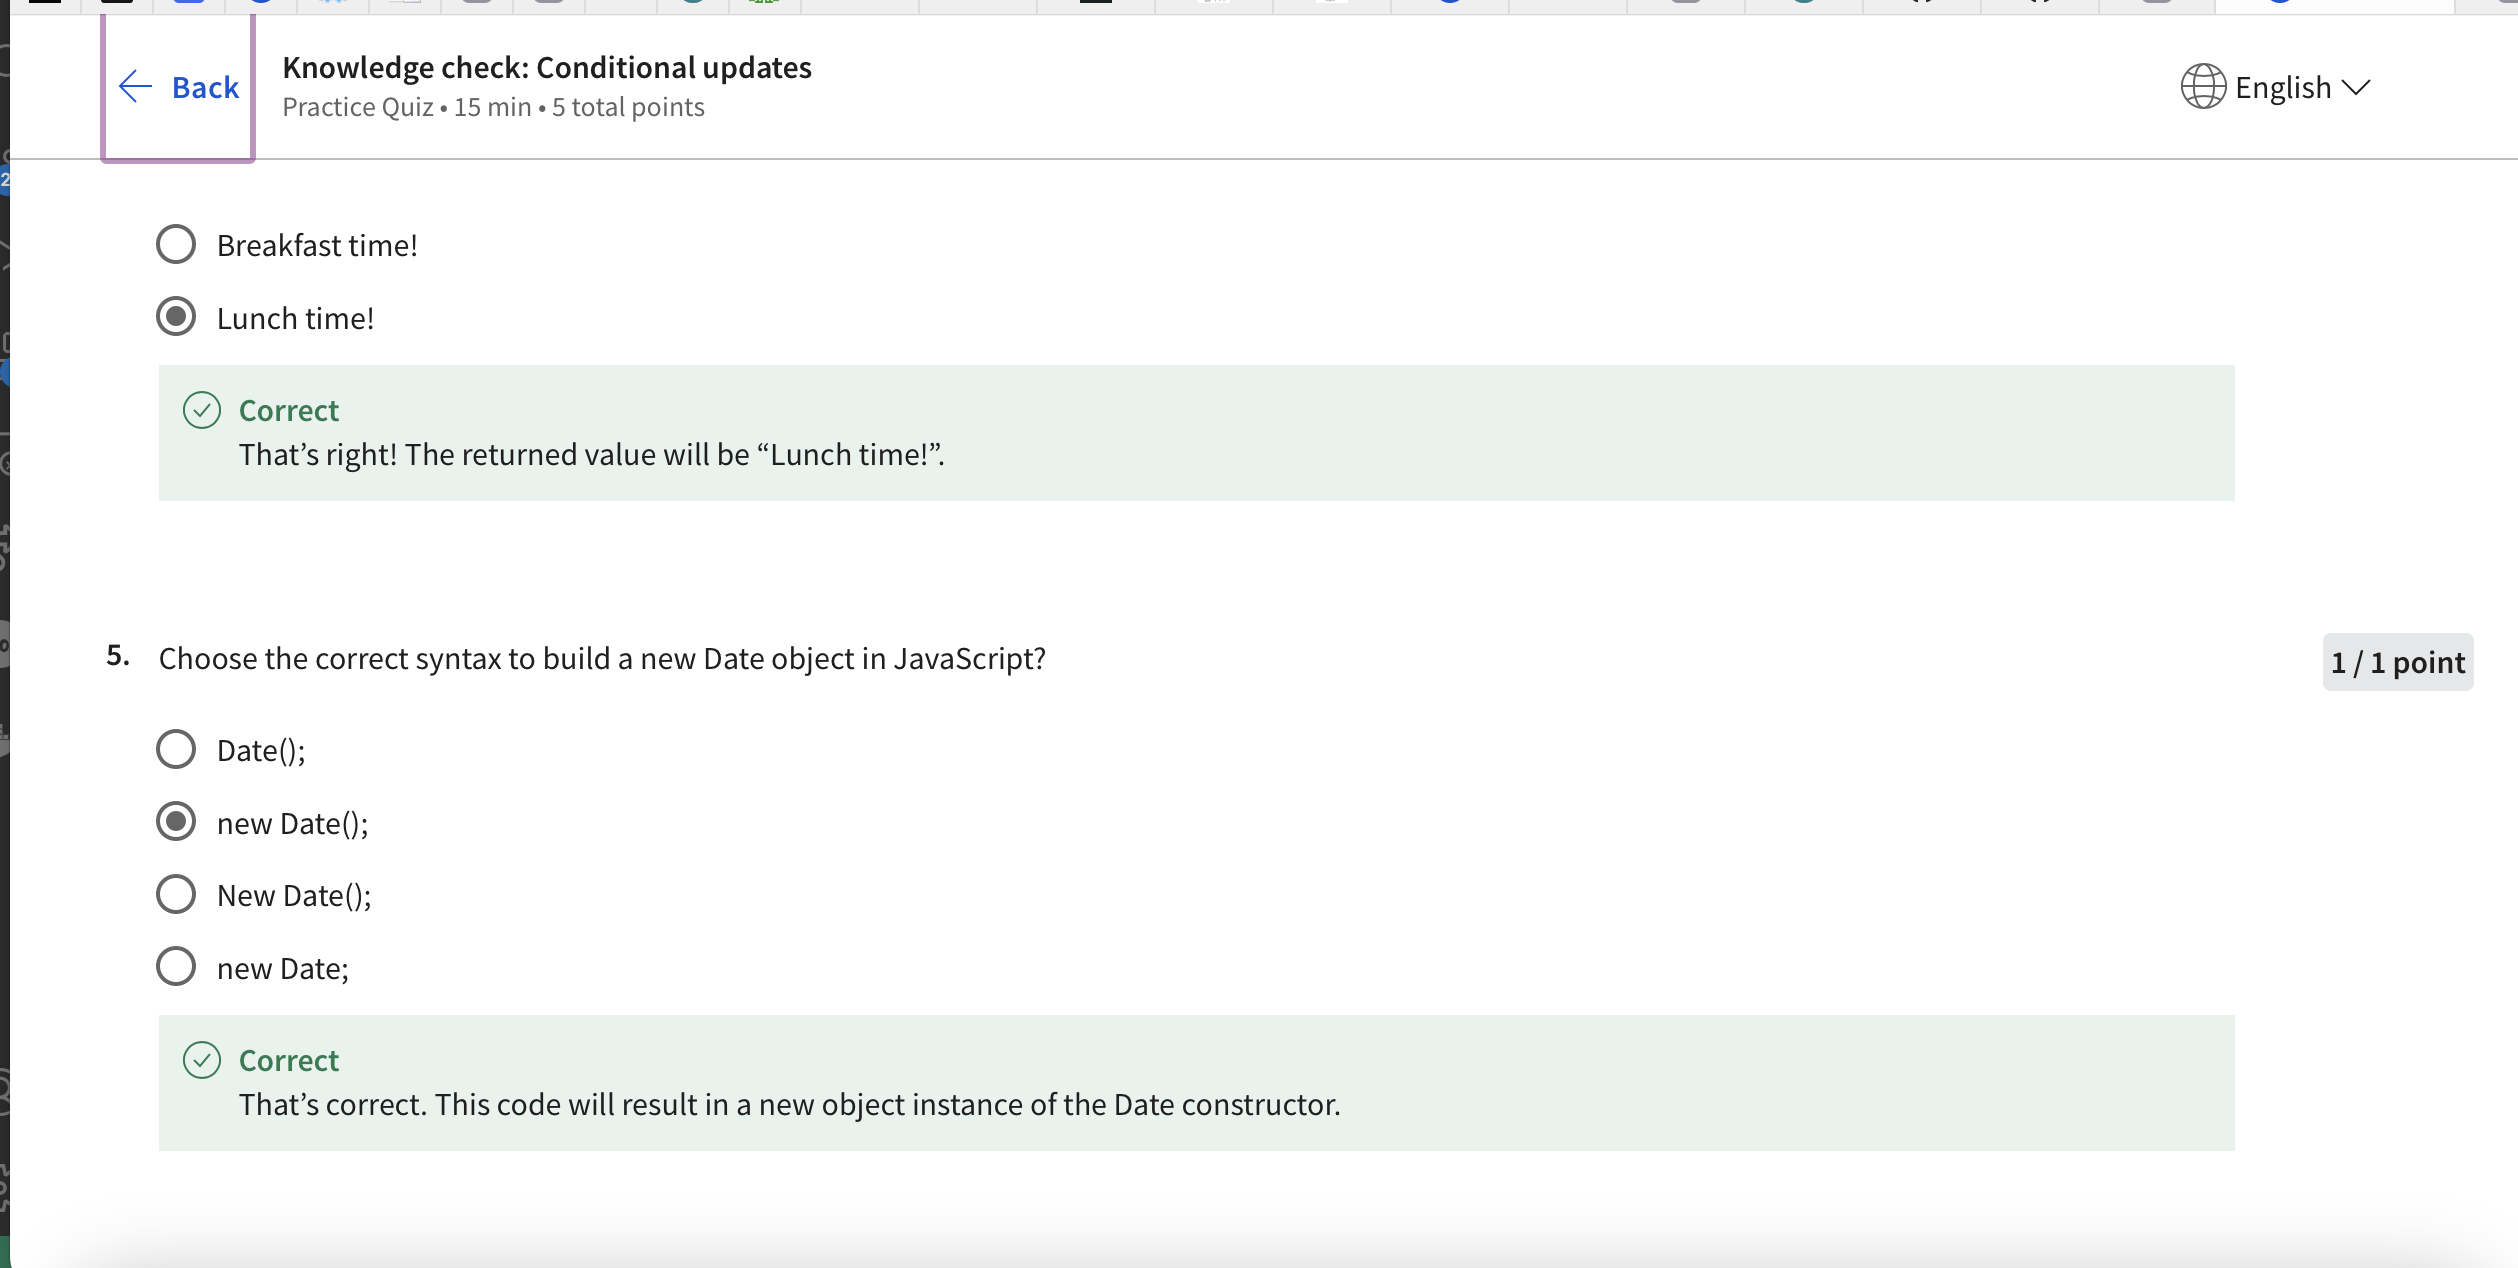 Back
Knowledge check: Conditional updates
Practice Quiz • 15 min • 5 total points
English
Breakfast time!
Lunch time!
Correct
That’s right! The returned value will be “Lunch time!”.
5. Choose the correct syntax to build a new Date object in JavaScript?
1 / 1 point
Date();
new Date();
New Date();
new Date;
Correct
That’s correct. This code will result in a new object instance of the Date constructor.